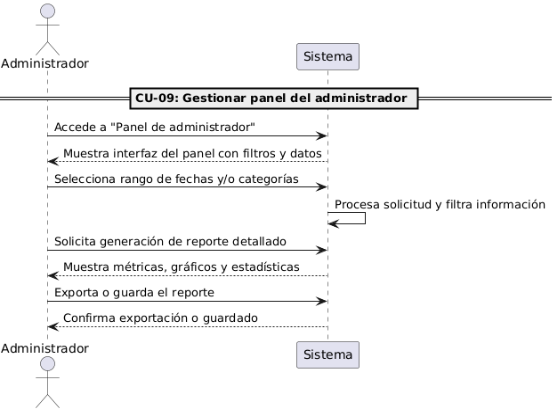 Administrador
Sistema
CU-09: Gestionar panel del administrador
Accede a "Panel de administrador"
Muestra interfaz del panel con filtros y datos
Selecciona rango de fechas y/o categorías
Procesa solicitud y filtra información
Solicita generación de reporte detallado
Muestra métricas, gráficos y estadísticas
Exporta o guarda el reporte
Confirma exportación o guardado
Administrador
Sistema